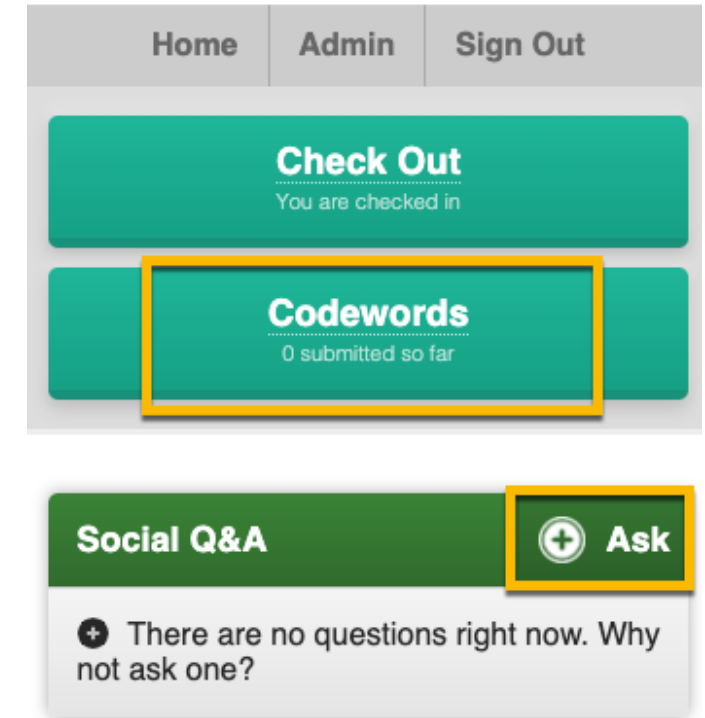 Home Admin Sign Out
Check Out
You are checked in
Codewords
0 submitted so far
Social Q&A Ask
There are no questions right now. Why
not ask one?